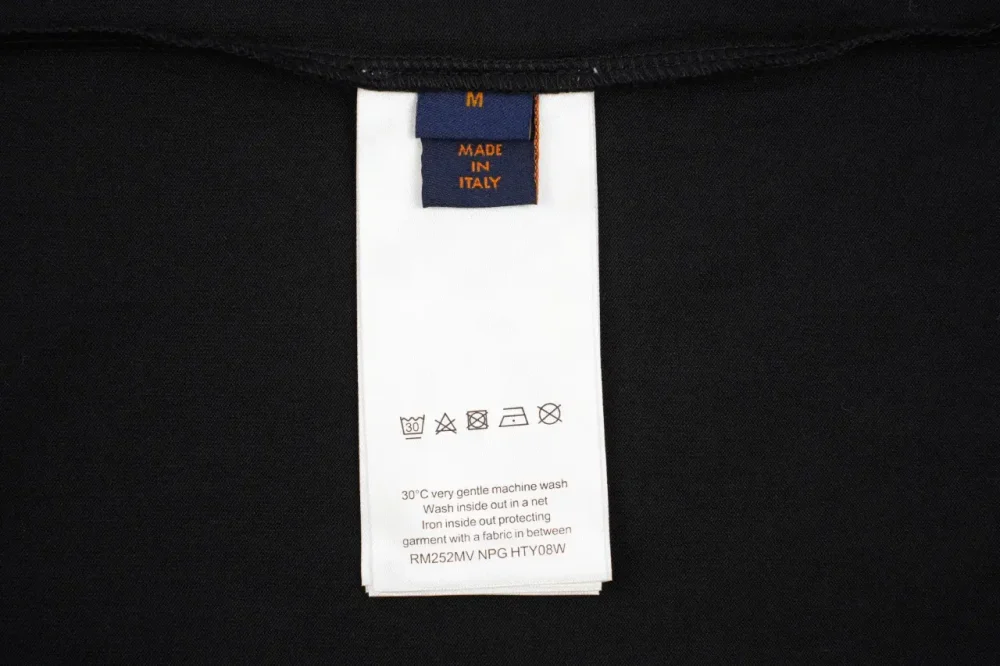 M
MADE
IN
ITALY
30
30°C very gentle machine wash
Wash inside out in a net
Iron inside out protecting
garment with a fabric in between
RM252MV NPG HTY08W